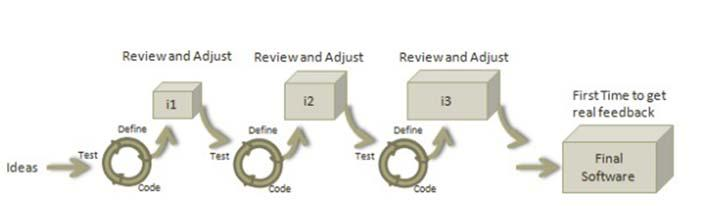 Review and Adjust
Review and Adjust
Review and Adjust
i1
i2
i3
First Time to get
real feedback
Define
Define
Define
Ideas
Test
Test
Test
Code
Code
Code
Final
Software